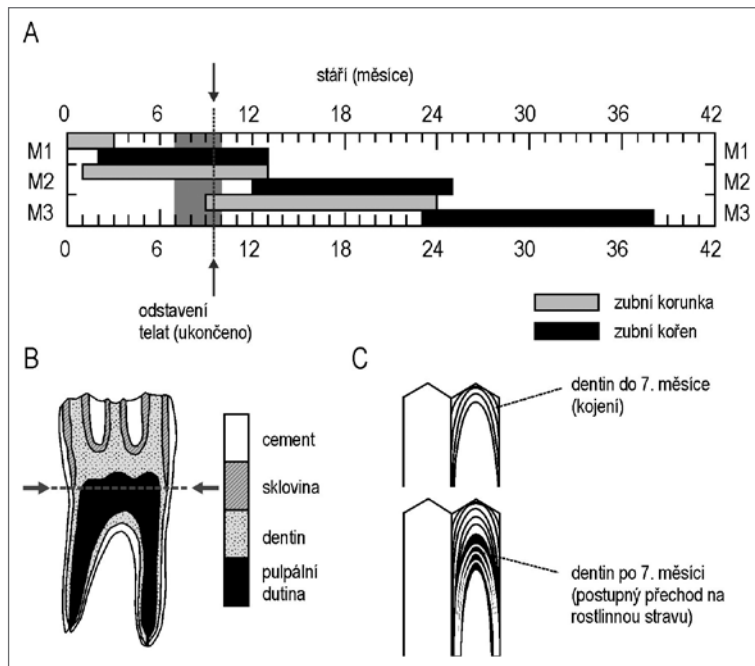 A
stáří (měsíce)
0 6 12 18 24 30 36 42
M1 M1
M2 M2
M3 M3
0 6 12 18 24 30 36 42
odstavení
telat (ukončeno)
zubní korunka
zubní kořen
B
cement
sklovina
dentin
pulpální
dutina
C
dentin do 7. měsíce
(kojení)
dentin po 7. měsíci
(postupný přechod na
rostlinnou stravu)